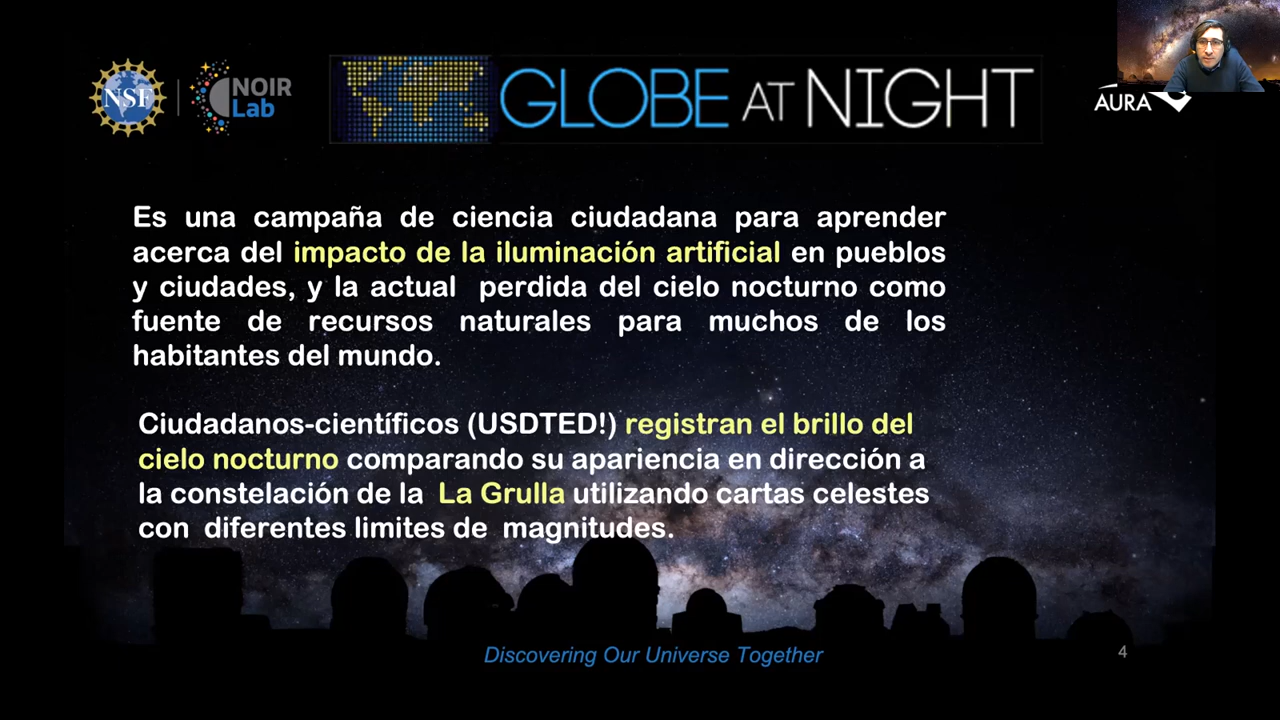 NSF
NOIR
Lab
GLOBE AT NIGHT
AURA
Es una campaña de ciencia ciudadana para aprender
acerca del impacto de la iluminación artificial en pueblos
y ciudades, y la actual perdida del cielo nocturno como
fuente de recursos naturales para muchos de los
habitantes del mundo.
Ciudadanos-científicos (USDTED!) registran el brillo del
cielo nocturno comparando su apariencia en dirección a
la constelación de la La Grulla utilizando cartas celestes
con diferentes limites de magnitudes.
Discovering Our Universe Together
4